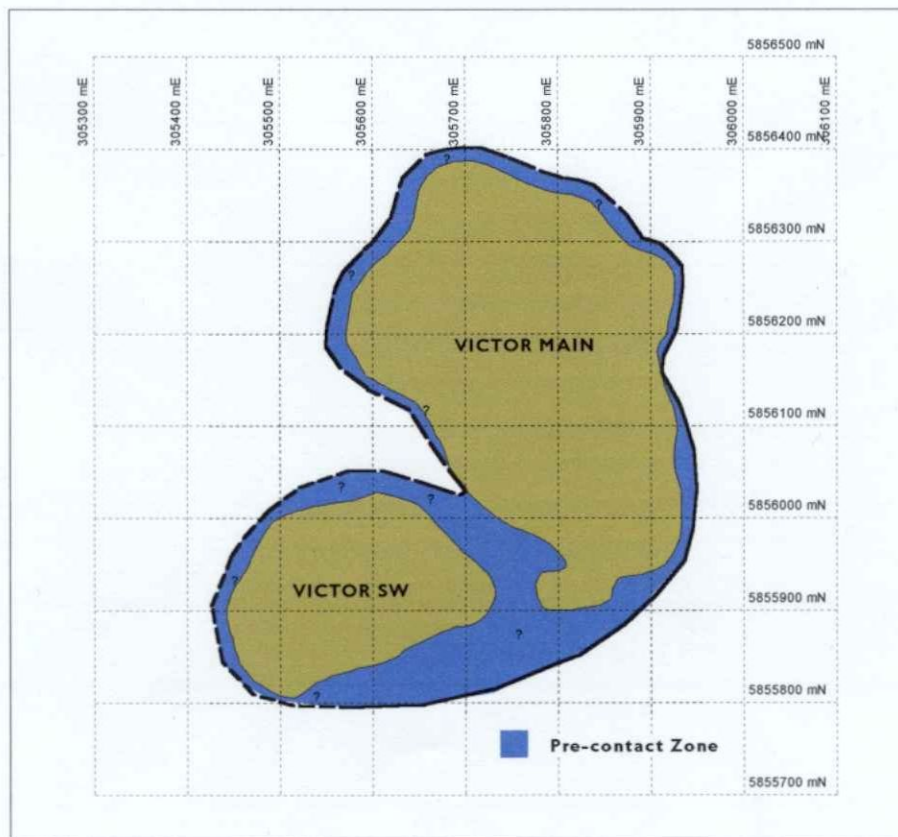 5856500 mN
305300 mE
305400 mE
305500 mE
305600 mE
305700 mE
305800 mE
305900 mE
306000 mE
306100 mE
5856400 mN
?
?
5856300 mN
?
5856200 mN
VICTOR MAIN
?
5856100 mN
?
?
5856000 mN
?
VICTOR SW
5855900 mN
?
?
5855800 mN
Pre-contact Zone
5855700 mN